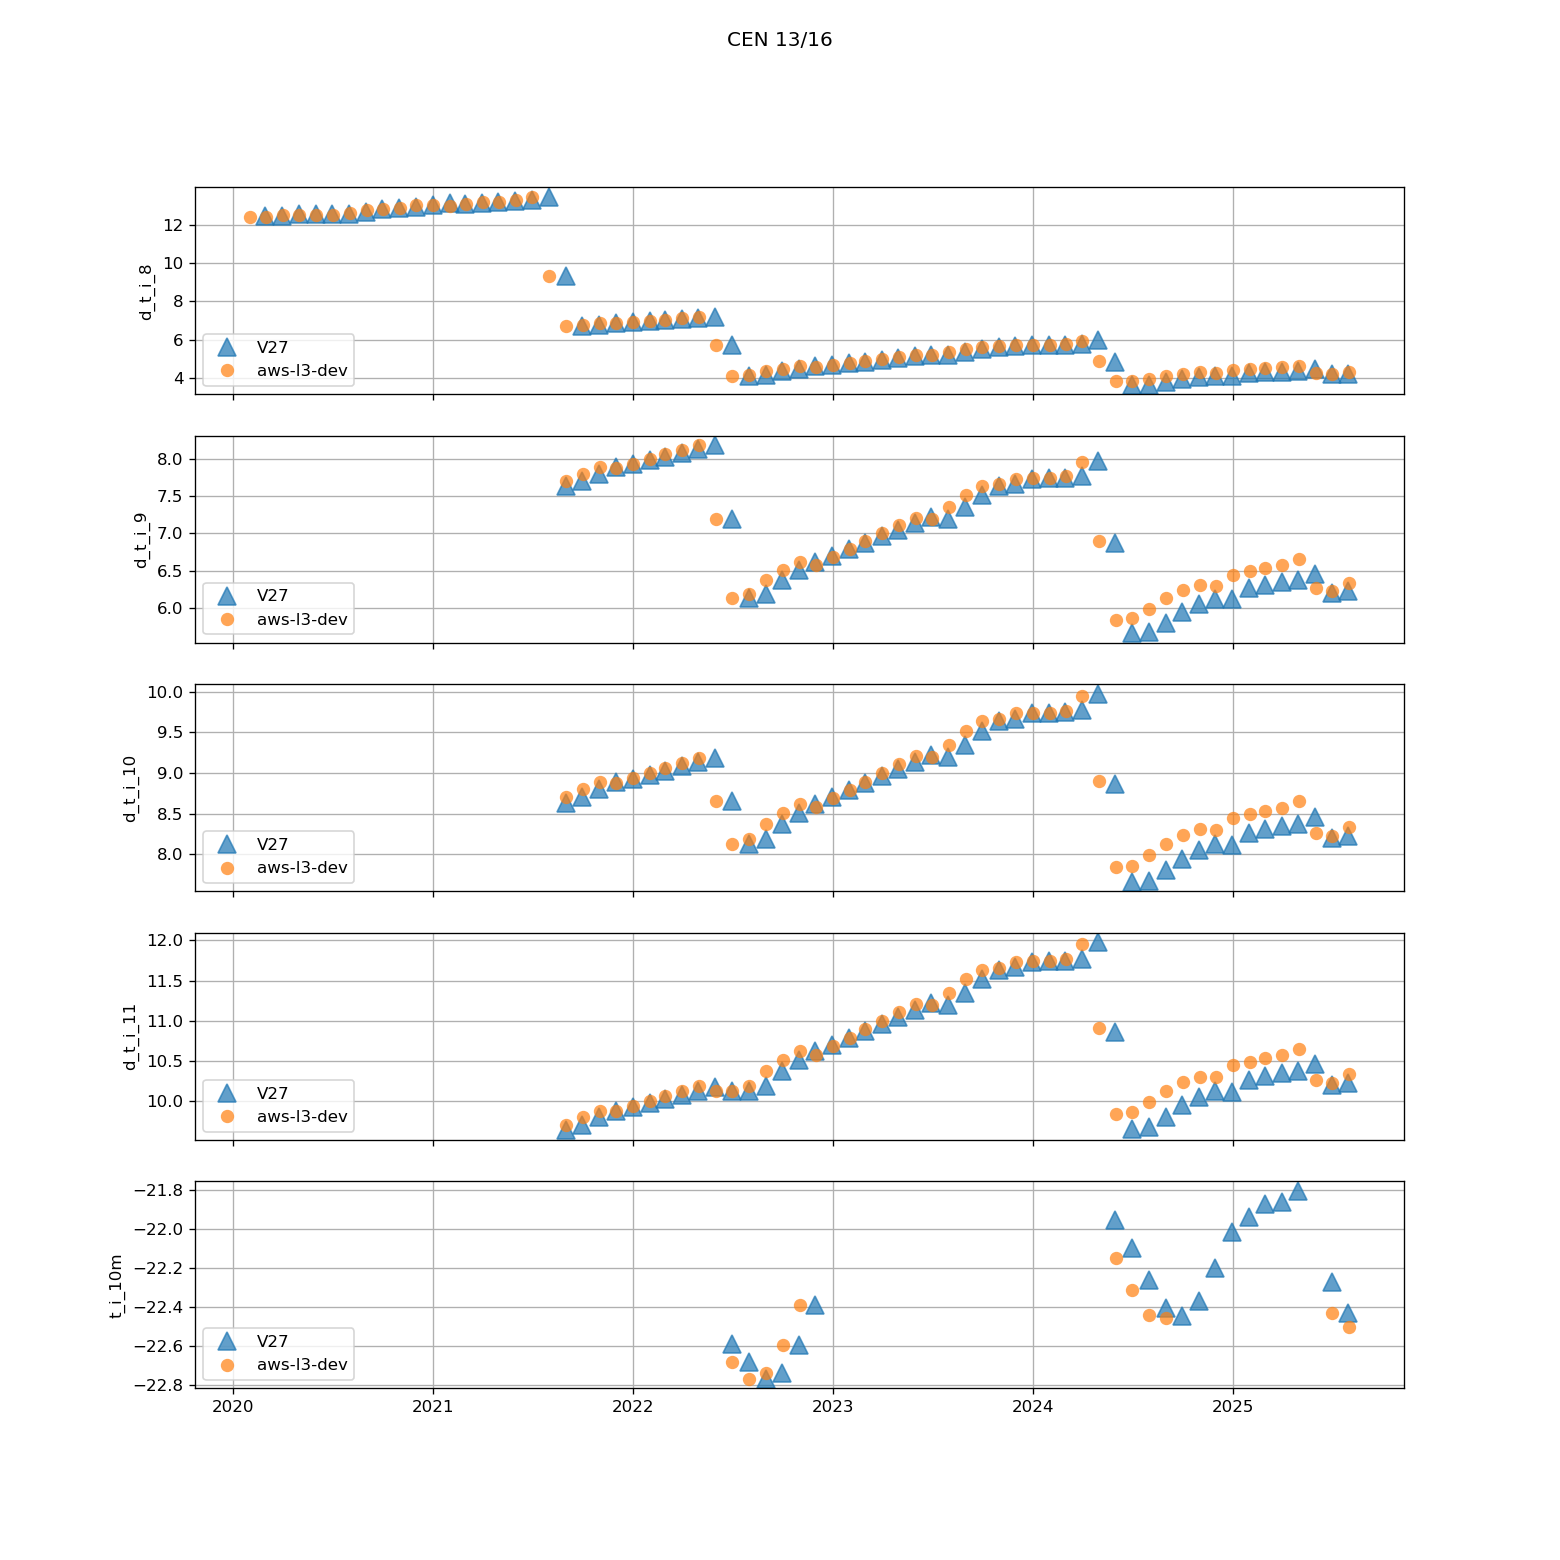 CEN 13/16
12
10
8
6
4
d_t_i_8
V27
aws-l3-dev
8.0
7.5
7.0
6.5
6.0
d_t_i_9
V27
aws-l3-dev
10.0
9.5
9.0
8.5
8.0
d_t_i_10
V27
aws-l3-dev
12.0
11.5
11.0
10.5
10.0
d_t_i_11
V27
aws-l3-dev
−21.8
−22.0
−22.2
−22.4
−22.6
−22.8
t_i_10m
V27
aws-l3-dev
2020 2021 2022 2023 2024 2025